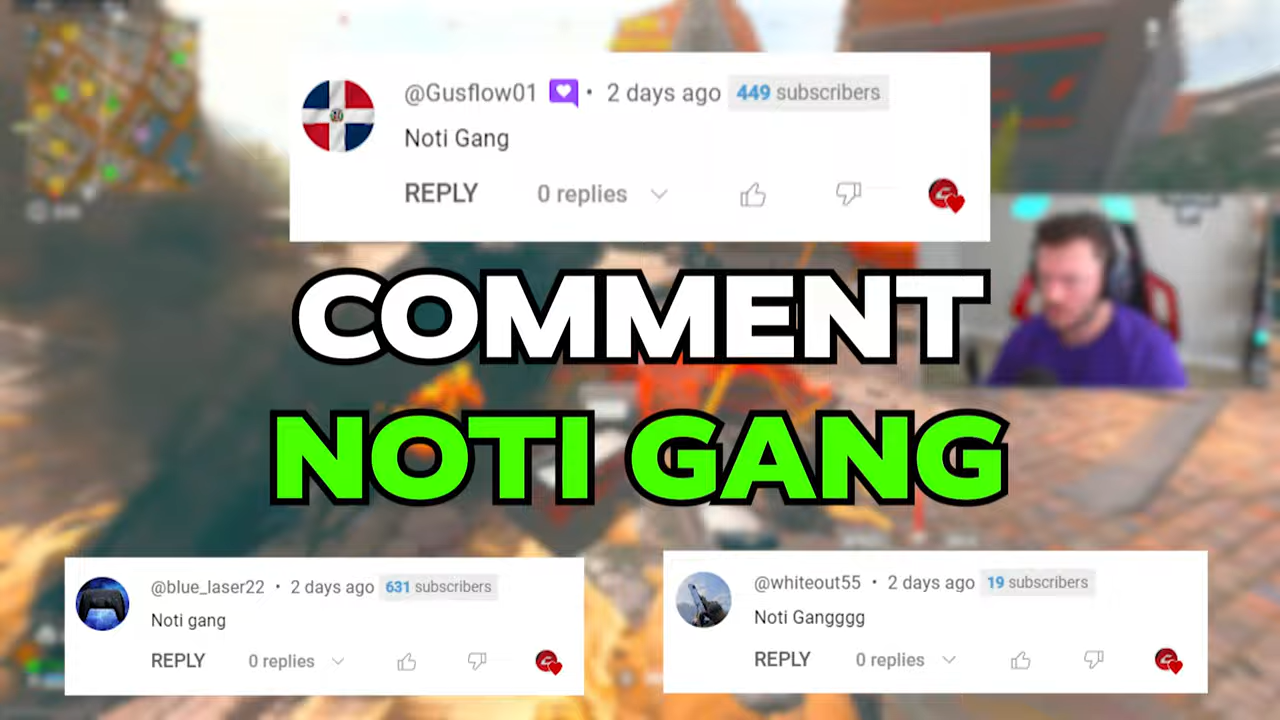 @Gusflow01 • 2 days ago 449 subscribers
Noti Gang
REPLY 0 replies
COMMENT
NOTI GANG
@blue_laser22 • 2 days ago 631 subscribers
Noti gang
REPLY 0 replies
@whiteout55 • 2 days ago 19 subscribers
Noti Gangggg
REPLY 0 replies